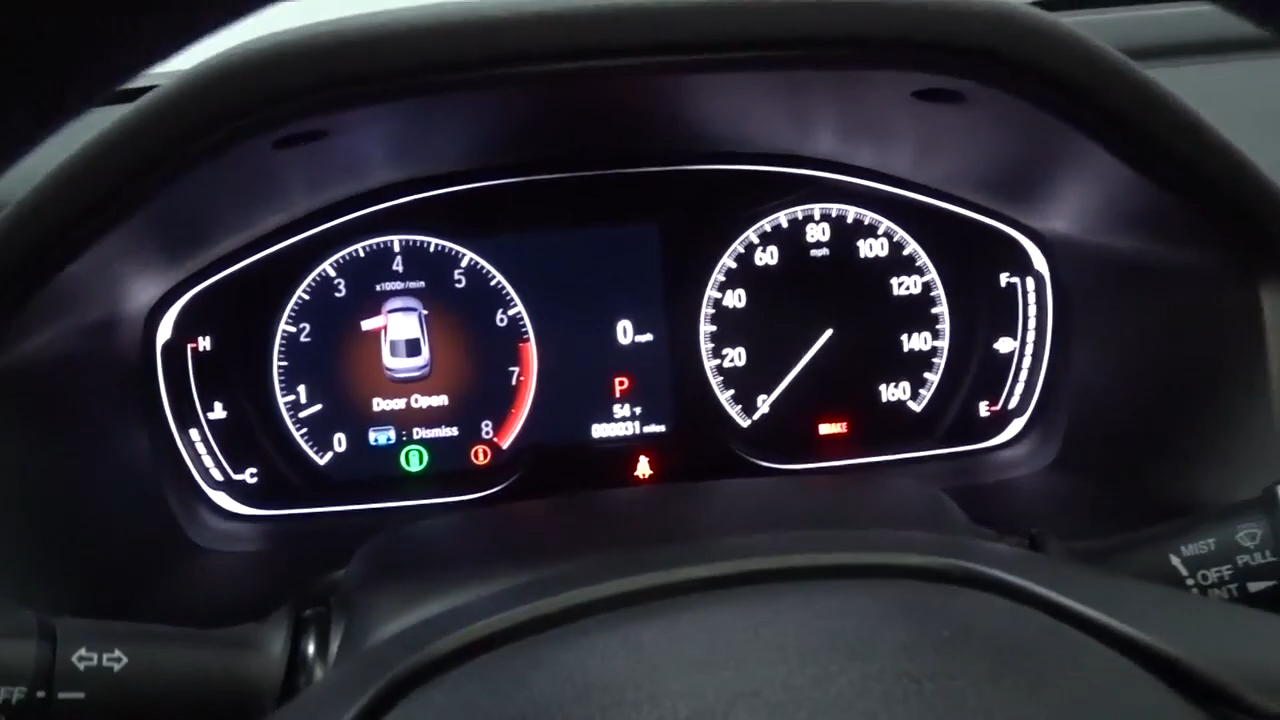 H
C
0
1
2
3
4
5
6
7
8
x1000r/min
Door Open
: Dismiss
0 mph
P
54 °F
000031 miles
20
40
60
80
100
120
140
160
mph
BRAKE
F
E
MIST
OFF
INT
PULL
FF